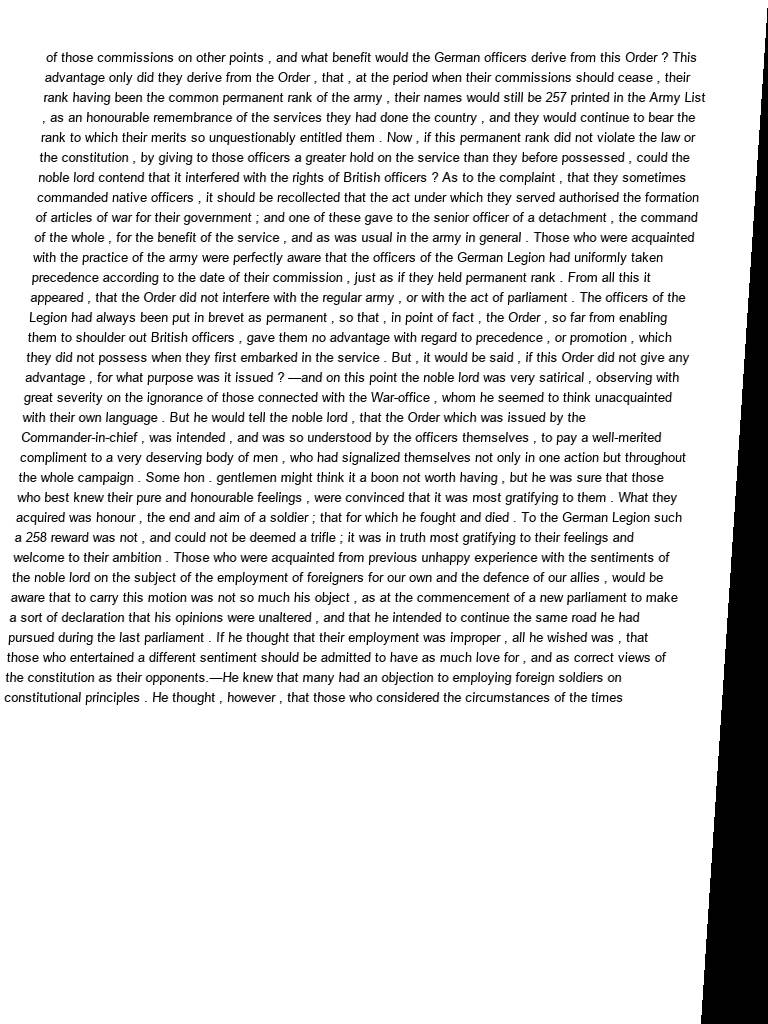 of those commissions on other points , and what benefit would the German officers derive from this Order ? This
advantage only did they derive from the Order , that , at the period when their commissions should cease , their
rank having been the common permanent rank of the army , their names would still be 257 printed in the Army List
, as an honourable remembrance of the services they had done the country , and they would continue to bear the
rank to which their merits so unquestionably entitled them . Now , if this permanent rank did not violate the law or
the constitution , by giving to those officers a greater hold on the service than they before possessed , could the
noble lord contend that it interfered with the rights of British officers ? As to the complaint , that they sometimes
commanded native officers , it should be recollected that the act under which they served authorised the formation
of articles of war for their government ; and one of these gave to the senior officer of a detachment , the command
of the whole , for the benefit of the service , and as was usual in the army in general . Those who were acquainted
with the practice of the army were perfectly aware that the officers of the German Legion had uniformly taken
precedence according to the date of their commission , just as if they held permanent rank . From all this it
appeared , that the Order did not interfere with the regular army , or with the act of parliament . The officers of the
Legion had always been put in brevet as permanent , so that , in point of fact , the Order , so far from enabling
them to shoulder out British officers , gave them no advantage with regard to precedence , or promotion , which
they did not possess when they first embarked in the service . But , it would be said , if this Order did not give any
advantage , for what purpose was it issued ? —and on this point the noble lord was very satirical , observing with
great severity on the ignorance of those connected with the War-office , whom he seemed to think unacquainted
with their own language . But he would tell the noble lord , that the Order which was issued by the
Commander-in-chief , was intended , and was so understood by the officers themselves , to pay a well-merited
compliment to a very deserving body of men , who had signalized themselves not only in one action but throughout
the whole campaign . Some hon . gentlemen might think it a boon not worth having , but he was sure that those
who best knew their pure and honourable feelings , were convinced that it was most gratifying to them . What they
acquired was honour , the end and aim of a soldier ; that for which he fought and died . To the German Legion such
a 258 reward was not , and could not be deemed a trifle ; it was in truth most gratifying to their feelings and
welcome to their ambition . Those who were acquainted from previous unhappy experience with the sentiments of
the noble lord on the subject of the employment of foreigners for our own and the defence of our allies , would be
aware that to carry this motion was not so much his object , as at the commencement of a new parliament to make
a sort of declaration that his opinions were unaltered , and that he intended to continue the same road he had
pursued during the last parliament . If he thought that their employment was improper , all he wished was , that
those who entertained a different sentiment should be admitted to have as much love for , and as correct views of
the constitution as their opponents.—He knew that many had an objection to employing foreign soldiers on
constitutional principles . He thought , however , that those who considered the circumstances of the times